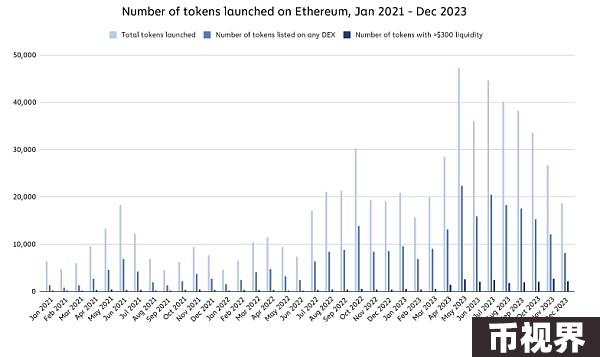 Number of tokens launched on Ethereum, Jan 2021 - Dec 2023
Total tokens launched Number of tokens listed on any DEX Number of tokens with >$300 liquidity
50,000
40,000
30,000
20,000
10,000
0
Jan 2021 Feb 2021 Mar 2021 Apr 2021 May 2021 Jun 2021 Jul 2021 Aug 2021 Sep 2021 Oct 2021 Nov 2021 Dec 2021 Jan 2022 Feb 2022 Mar 2022 Apr 2022 May 2022 Jun 2022 Jul 2022 Aug 2022 Sep 2022 Oct 2022 Nov 2022 Dec 2022 Jan 2023 Feb 2023 Mar 2023 Apr 2023 May 2023 Jun 2023 Jul 2023 Aug 2023 Sep 2023 Oct 2023 Nov 2023 Dec 2023
币视界